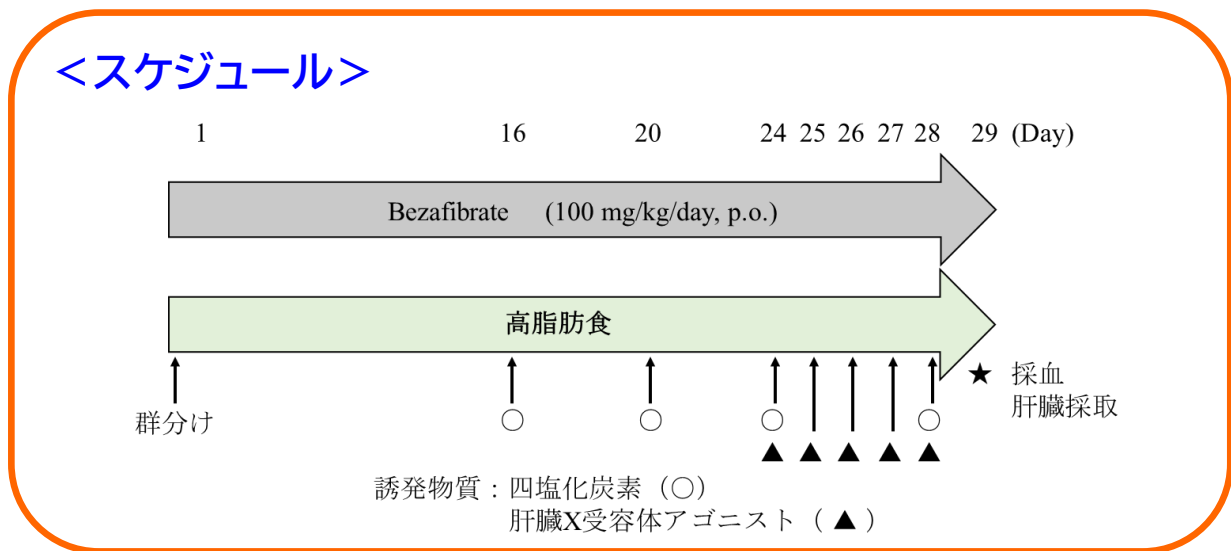 ＜スケジュール＞
1 16 20 24 25 26 27 28 29 (Day)
Bezafibrate (100 mg/kg/day, p.o.)
高脂肪食
群分け
★ 採血
肝臓採取
○ ○ ○ ○
▲ ▲ ▲ ▲ ▲
誘発物質：四塩化炭素（○）
肝臓X受容体アゴニスト（ ▲ ）